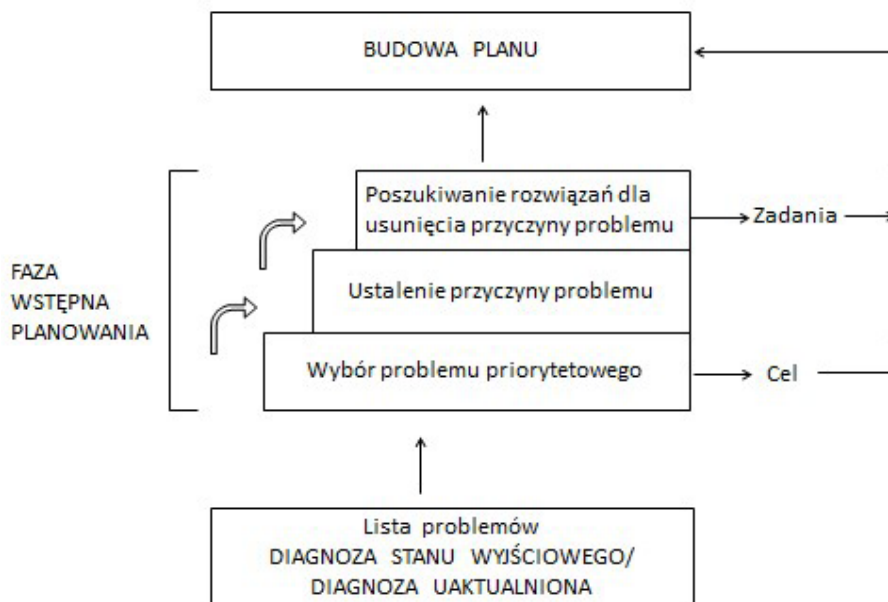 BUDOWA PLANU
Poszukiwanie rozwiązań dla
usunięcia przyczyny problemu
Zadania
Ustalenie przyczyny problemu
FAZA
WSTĘPNA
PLANOWANIA
Wybór problemu priorytetowego
Cel
Lista problemów
DIAGNOZA STANU WYJŚCIOWEGO/
DIAGNOZA UAKTUALNIONA